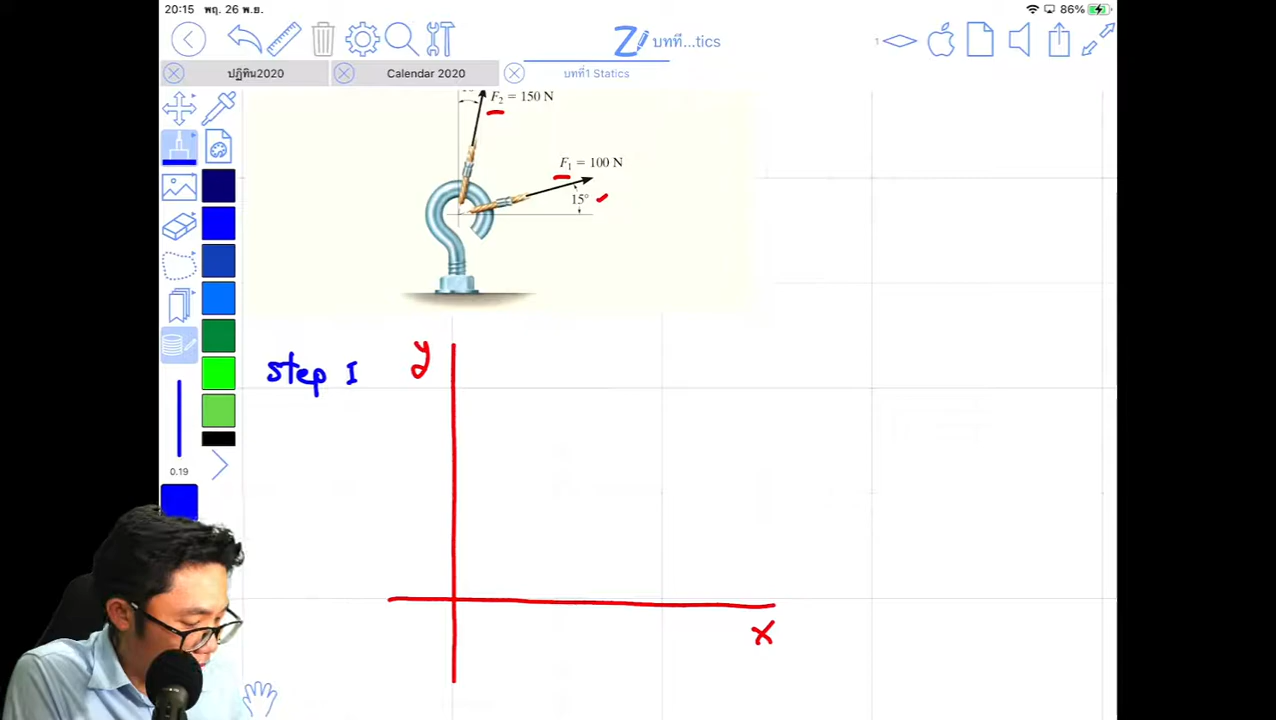 20:15 พฤ. 26 พ.ย. 86%
บทที...tics
1
ปฏิทิน2020 Calendar 2020 บทที่1 Statics
F₂ = 150 N
F₁ = 100 N
15°
step 1 y
0.19
x